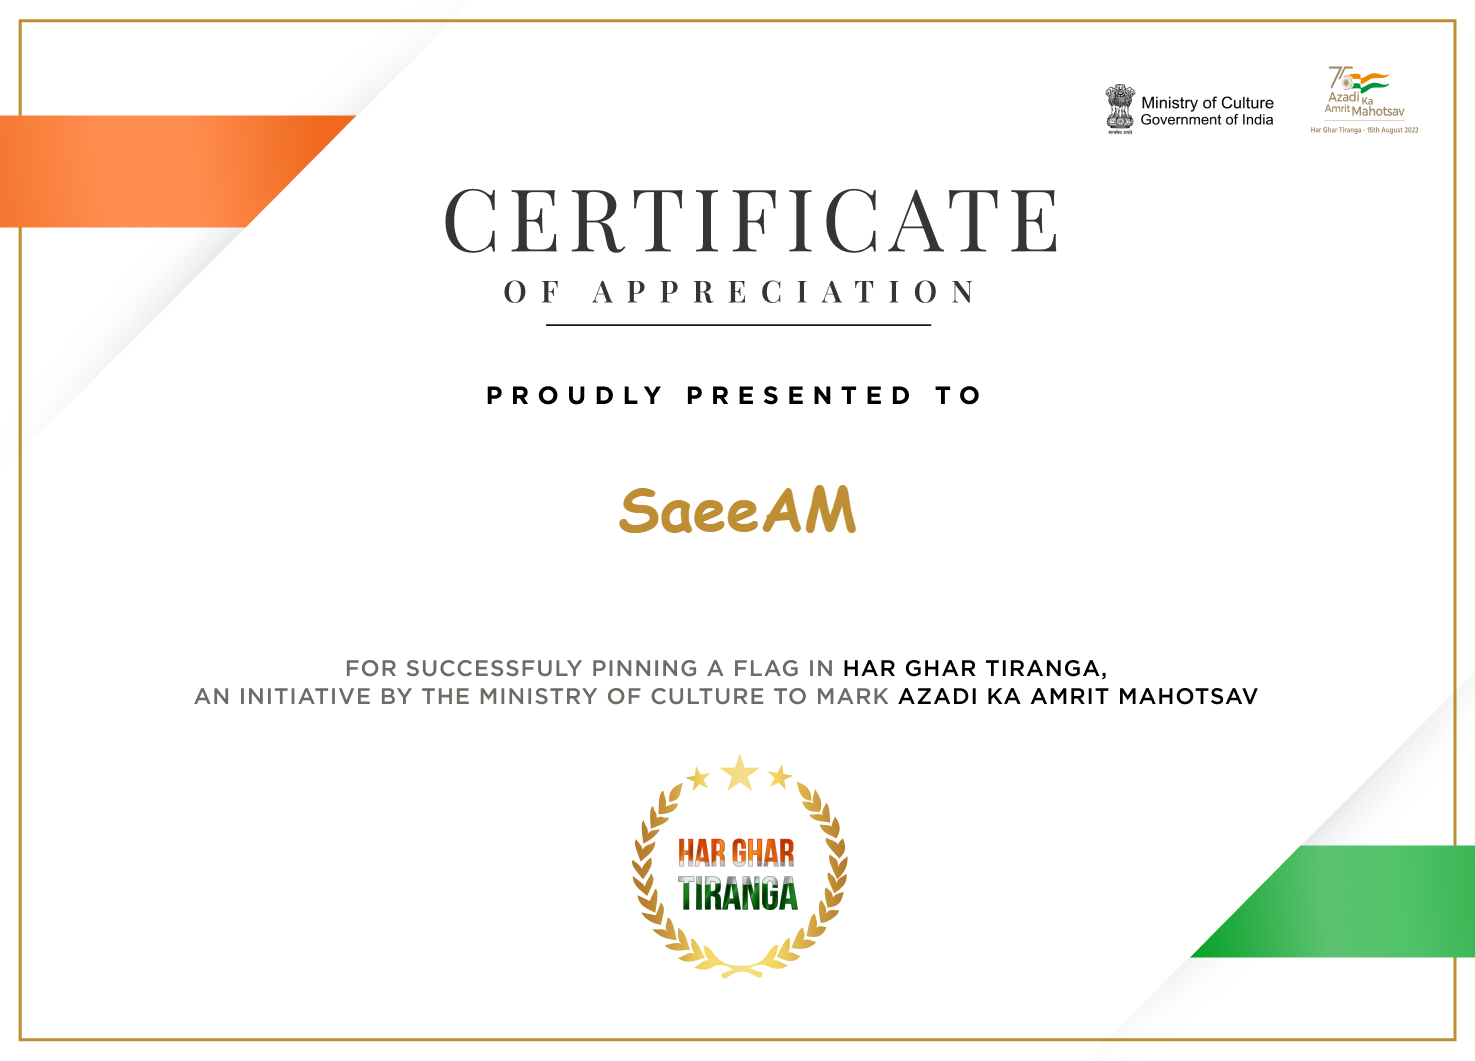 Ministry of Culture
Government of India
75
Azadi Ka
Amrit Mahotsav
Har Ghar Tiranga - 15th August 2022
CERTIFICATE
OF APPRECIATION
PROUDLY PRESENTED TO
SaeeAM
FOR SUCCESSFULY PINNING A FLAG IN HAR GHAR TIRANGA,
AN INITIATIVE BY THE MINISTRY OF CULTURE TO MARK AZADI KA AMRIT MAHOTSAV
HAR GHAR
TIRANGA